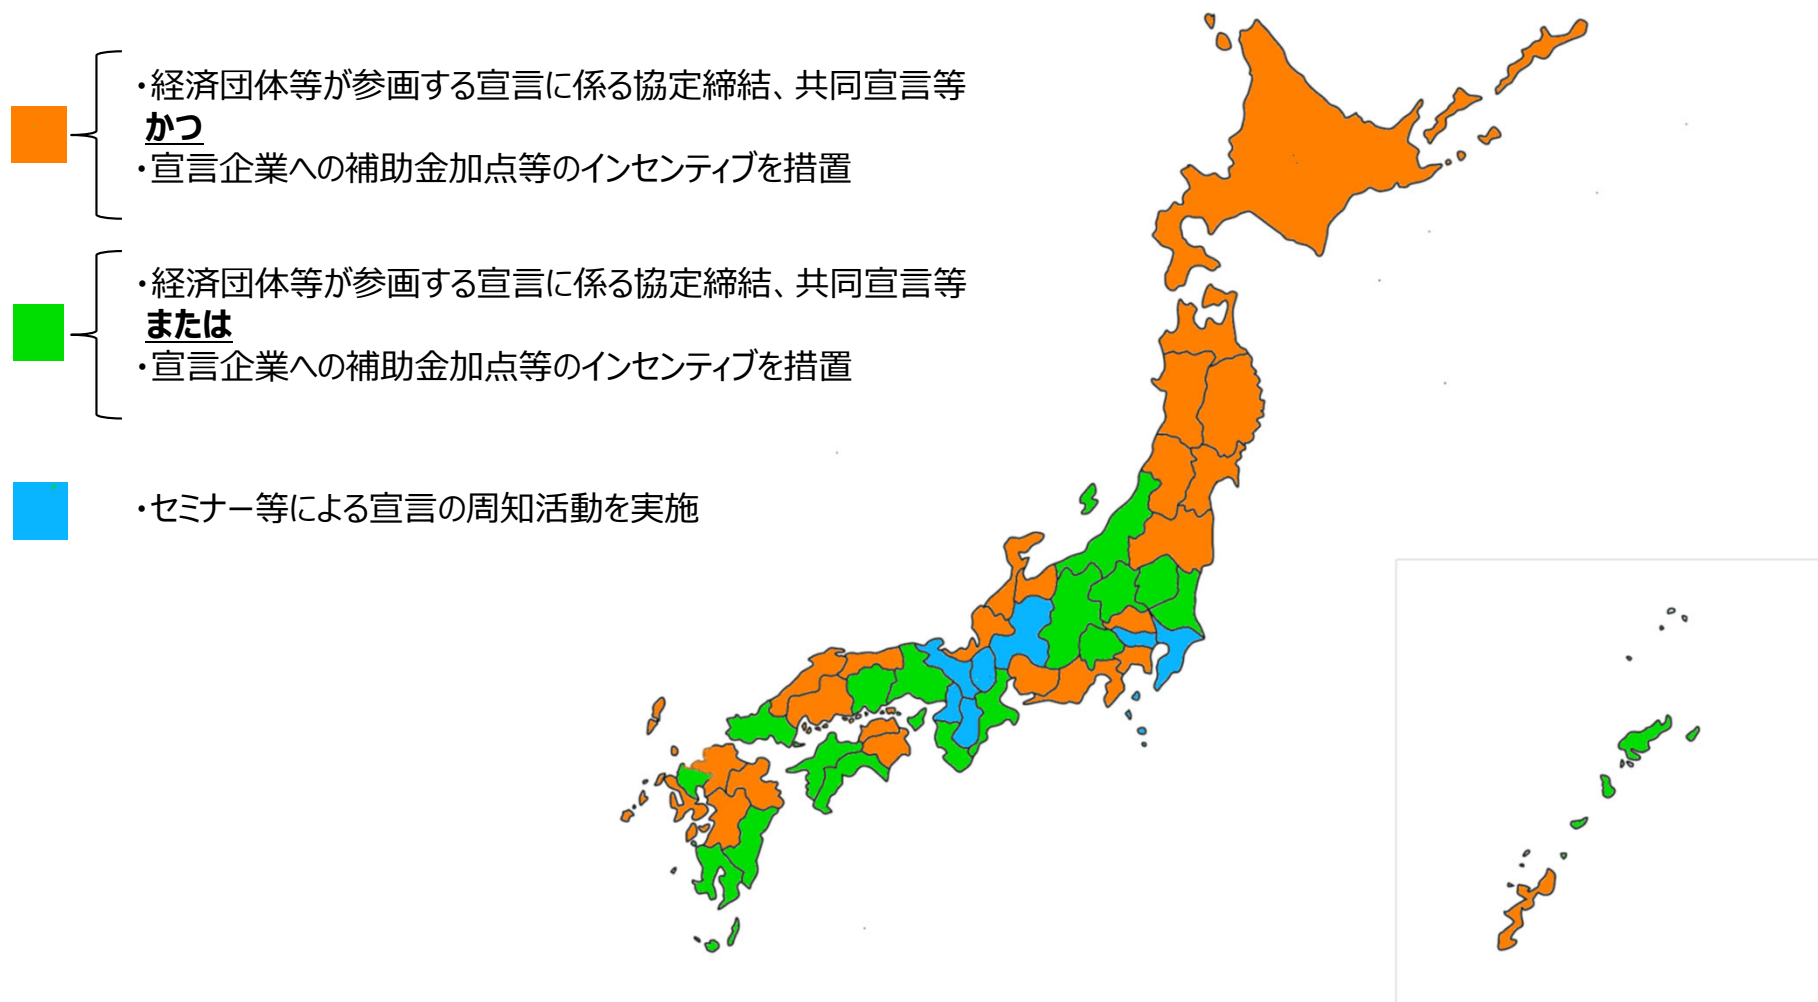 ・経済団体等が参画する宣言に係る協定締結、共同宣言等
かつ
・宣言企業への補助金加点等のインセンティブを措置
・経済団体等が参画する宣言に係る協定締結、共同宣言等
または
・宣言企業への補助金加点等のインセンティブを措置
・セミナー等による宣言の周知活動を実施